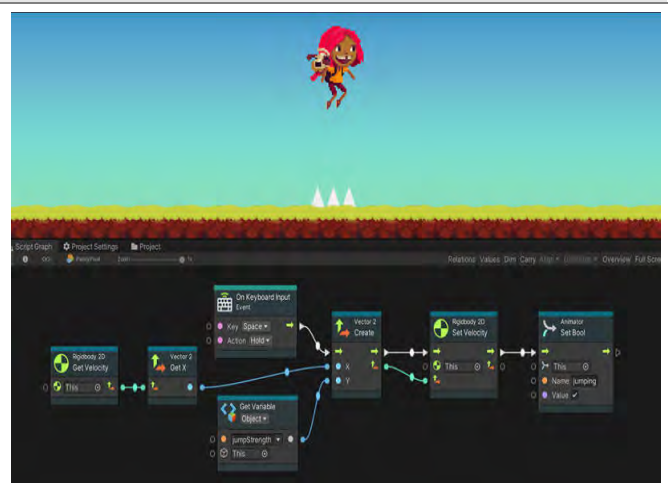 Script Graph Project Settings Project
Relations Values Dim Carry Align Overview Full Scre
On Keyboard Input
Event
Key Space
Action Hold
Rigidbody 2D
Get Velocity
This
Vector 2
Get X
Get Variable
Object
jumpStrength
This
Vector 2
Create
X
Y
Rigidbody 2D
Set Velocity
This
Animator
Set Bool
This
Name jumping
Value